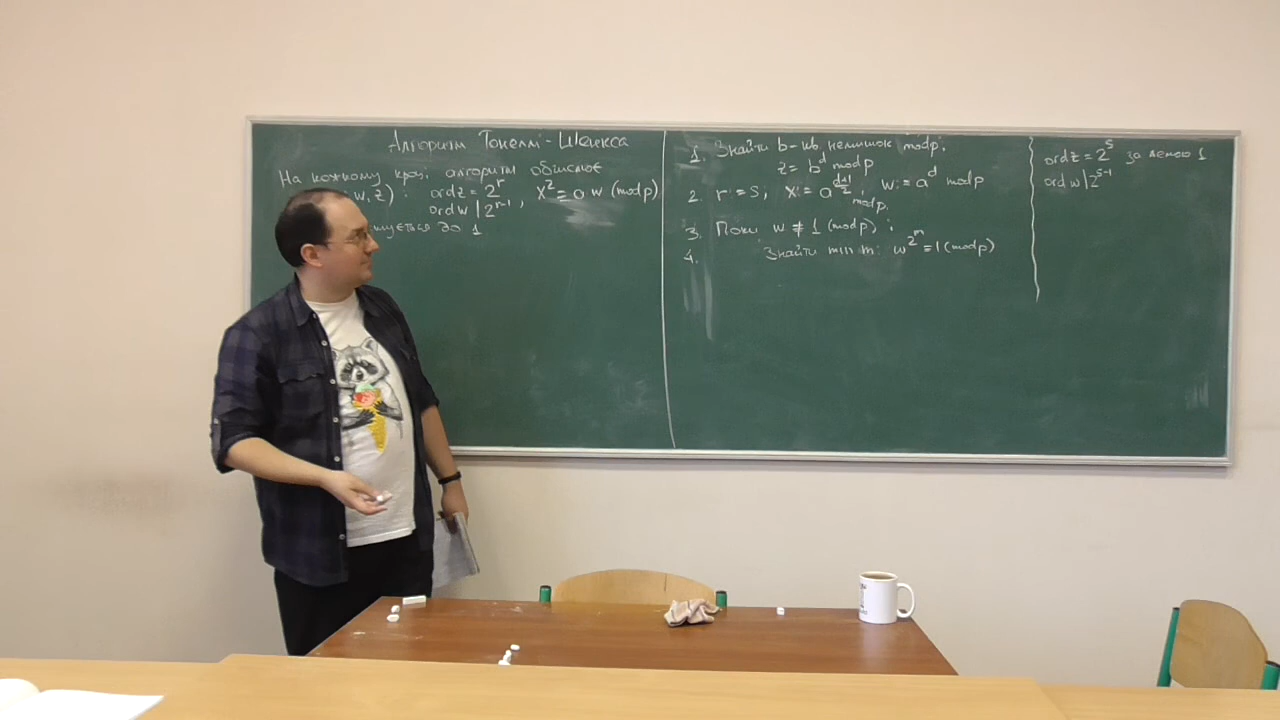 Алгоритм Тонеллі-Шенкса
На кожному кроці алгоритм обчислює
w, z): ord z = 2^r
ord w | 2^{r-1}, x^2 ≡ a w (mod p)
1
1. Знайти b - кв. нелишок mod p.
z = b^d mod p
2. r := s; x := a^{\frac{d+1}{2}} mod p, w := a^d mod p
3. Поки w ≢ 1 (mod p):
4. Знайти min m: w^{2^m} ≡ 1 (mod p)
ord z = 2^s за лемою 1
ord w | 2^{s-1}